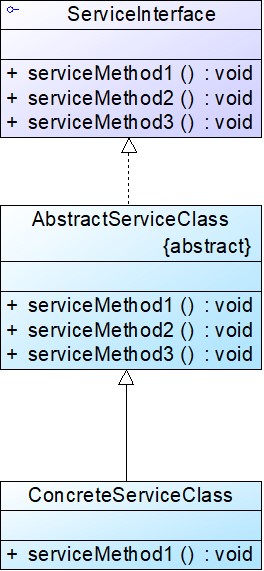 ServiceInterface
+ serviceMethod1 () : void
+ serviceMethod2 () : void
+ serviceMethod3 () : void
AbstractServiceClass
{abstract}
+ serviceMethod1 () : void
+ serviceMethod2 () : void
+ serviceMethod3 () : void
ConcreteServiceClass
+ serviceMethod1 () : void